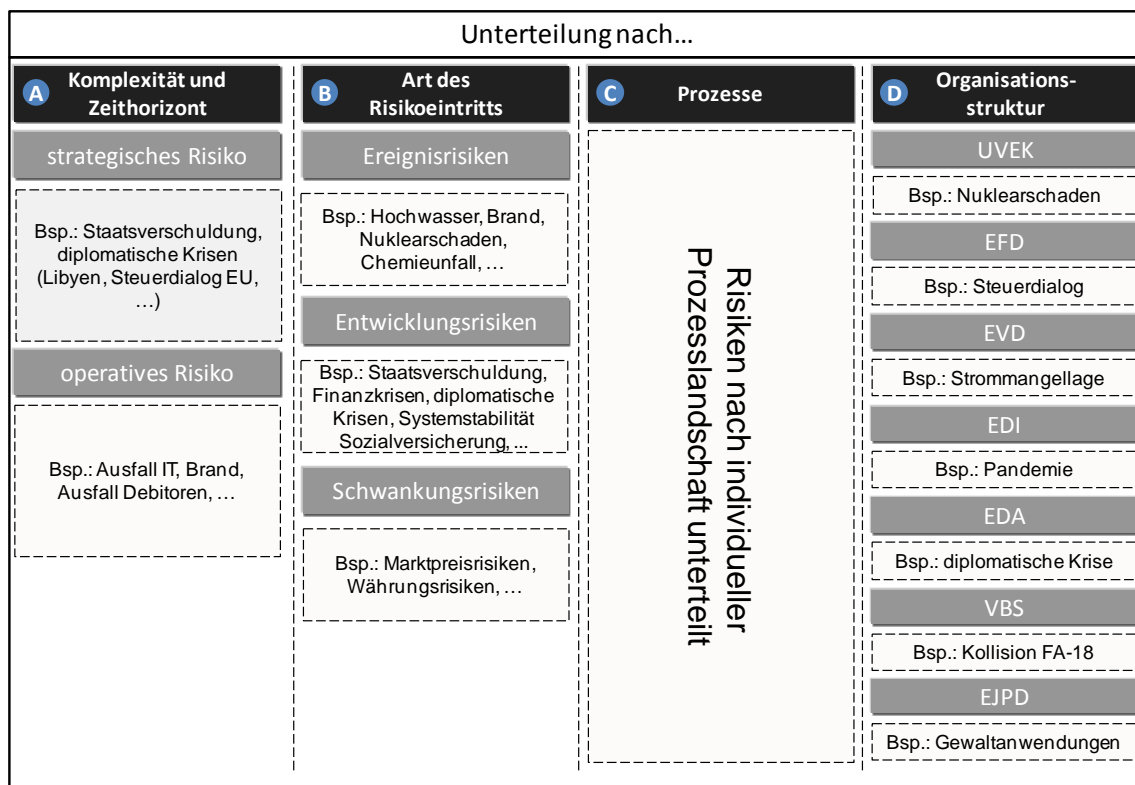 Unterteilung nach...
A
Komplexität und
Zeithorizont
strategisches Risiko
Bsp.: Staatsverschuldung,
diplomatische Krisen
(Libyen, Steuerdialog EU,
…)
operatives Risiko
Bsp.: Ausfall IT, Brand,
Ausfall Debitoren, …
B
Art des
Risikoeintritts
Ereignisrisiken
Bsp.: Hochwasser, Brand,
Nuklearschaden,
Chemieunfall, …
Entwicklungsrisiken
Bsp.: Staatsverschuldung,
Finanzkrisen, diplomatische
Krisen, Systemstabilität
Sozialversicherung, ...
Schwankungsrisiken
Bsp.: Marktpreisrisiken,
Währungsrisiken, …
C
Prozesse
Risiken nach individueller
Prozesslandschaft unterteilt
D
Organisations-
struktur
UVEK
Bsp.: Nuklearschaden
EFD
Bsp.: Steuerdialog
EVD
Bsp.: Strommangellage
EDI
Bsp.: Pandemie
EDA
Bsp.: diplomatische Krise
VBS
Bsp.: Kollision FA-18
EJPD
Bsp.: Gewaltanwendungen